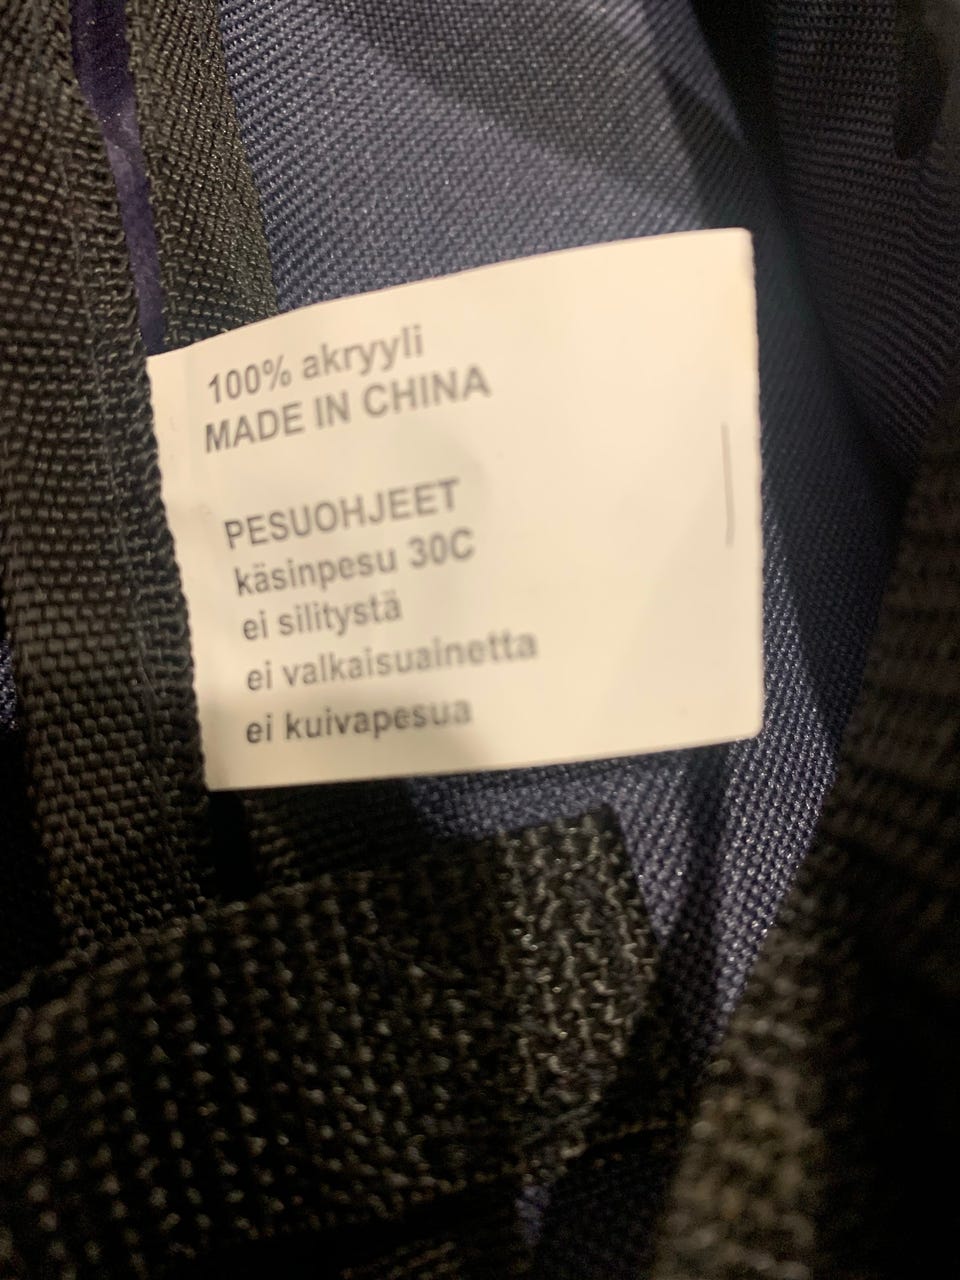 100% akryyli
MADE IN CHINA
PESUOHJEET
käsinpesu 30C
ei silitystä
ei valkaisuainetta
ei kuivapesua